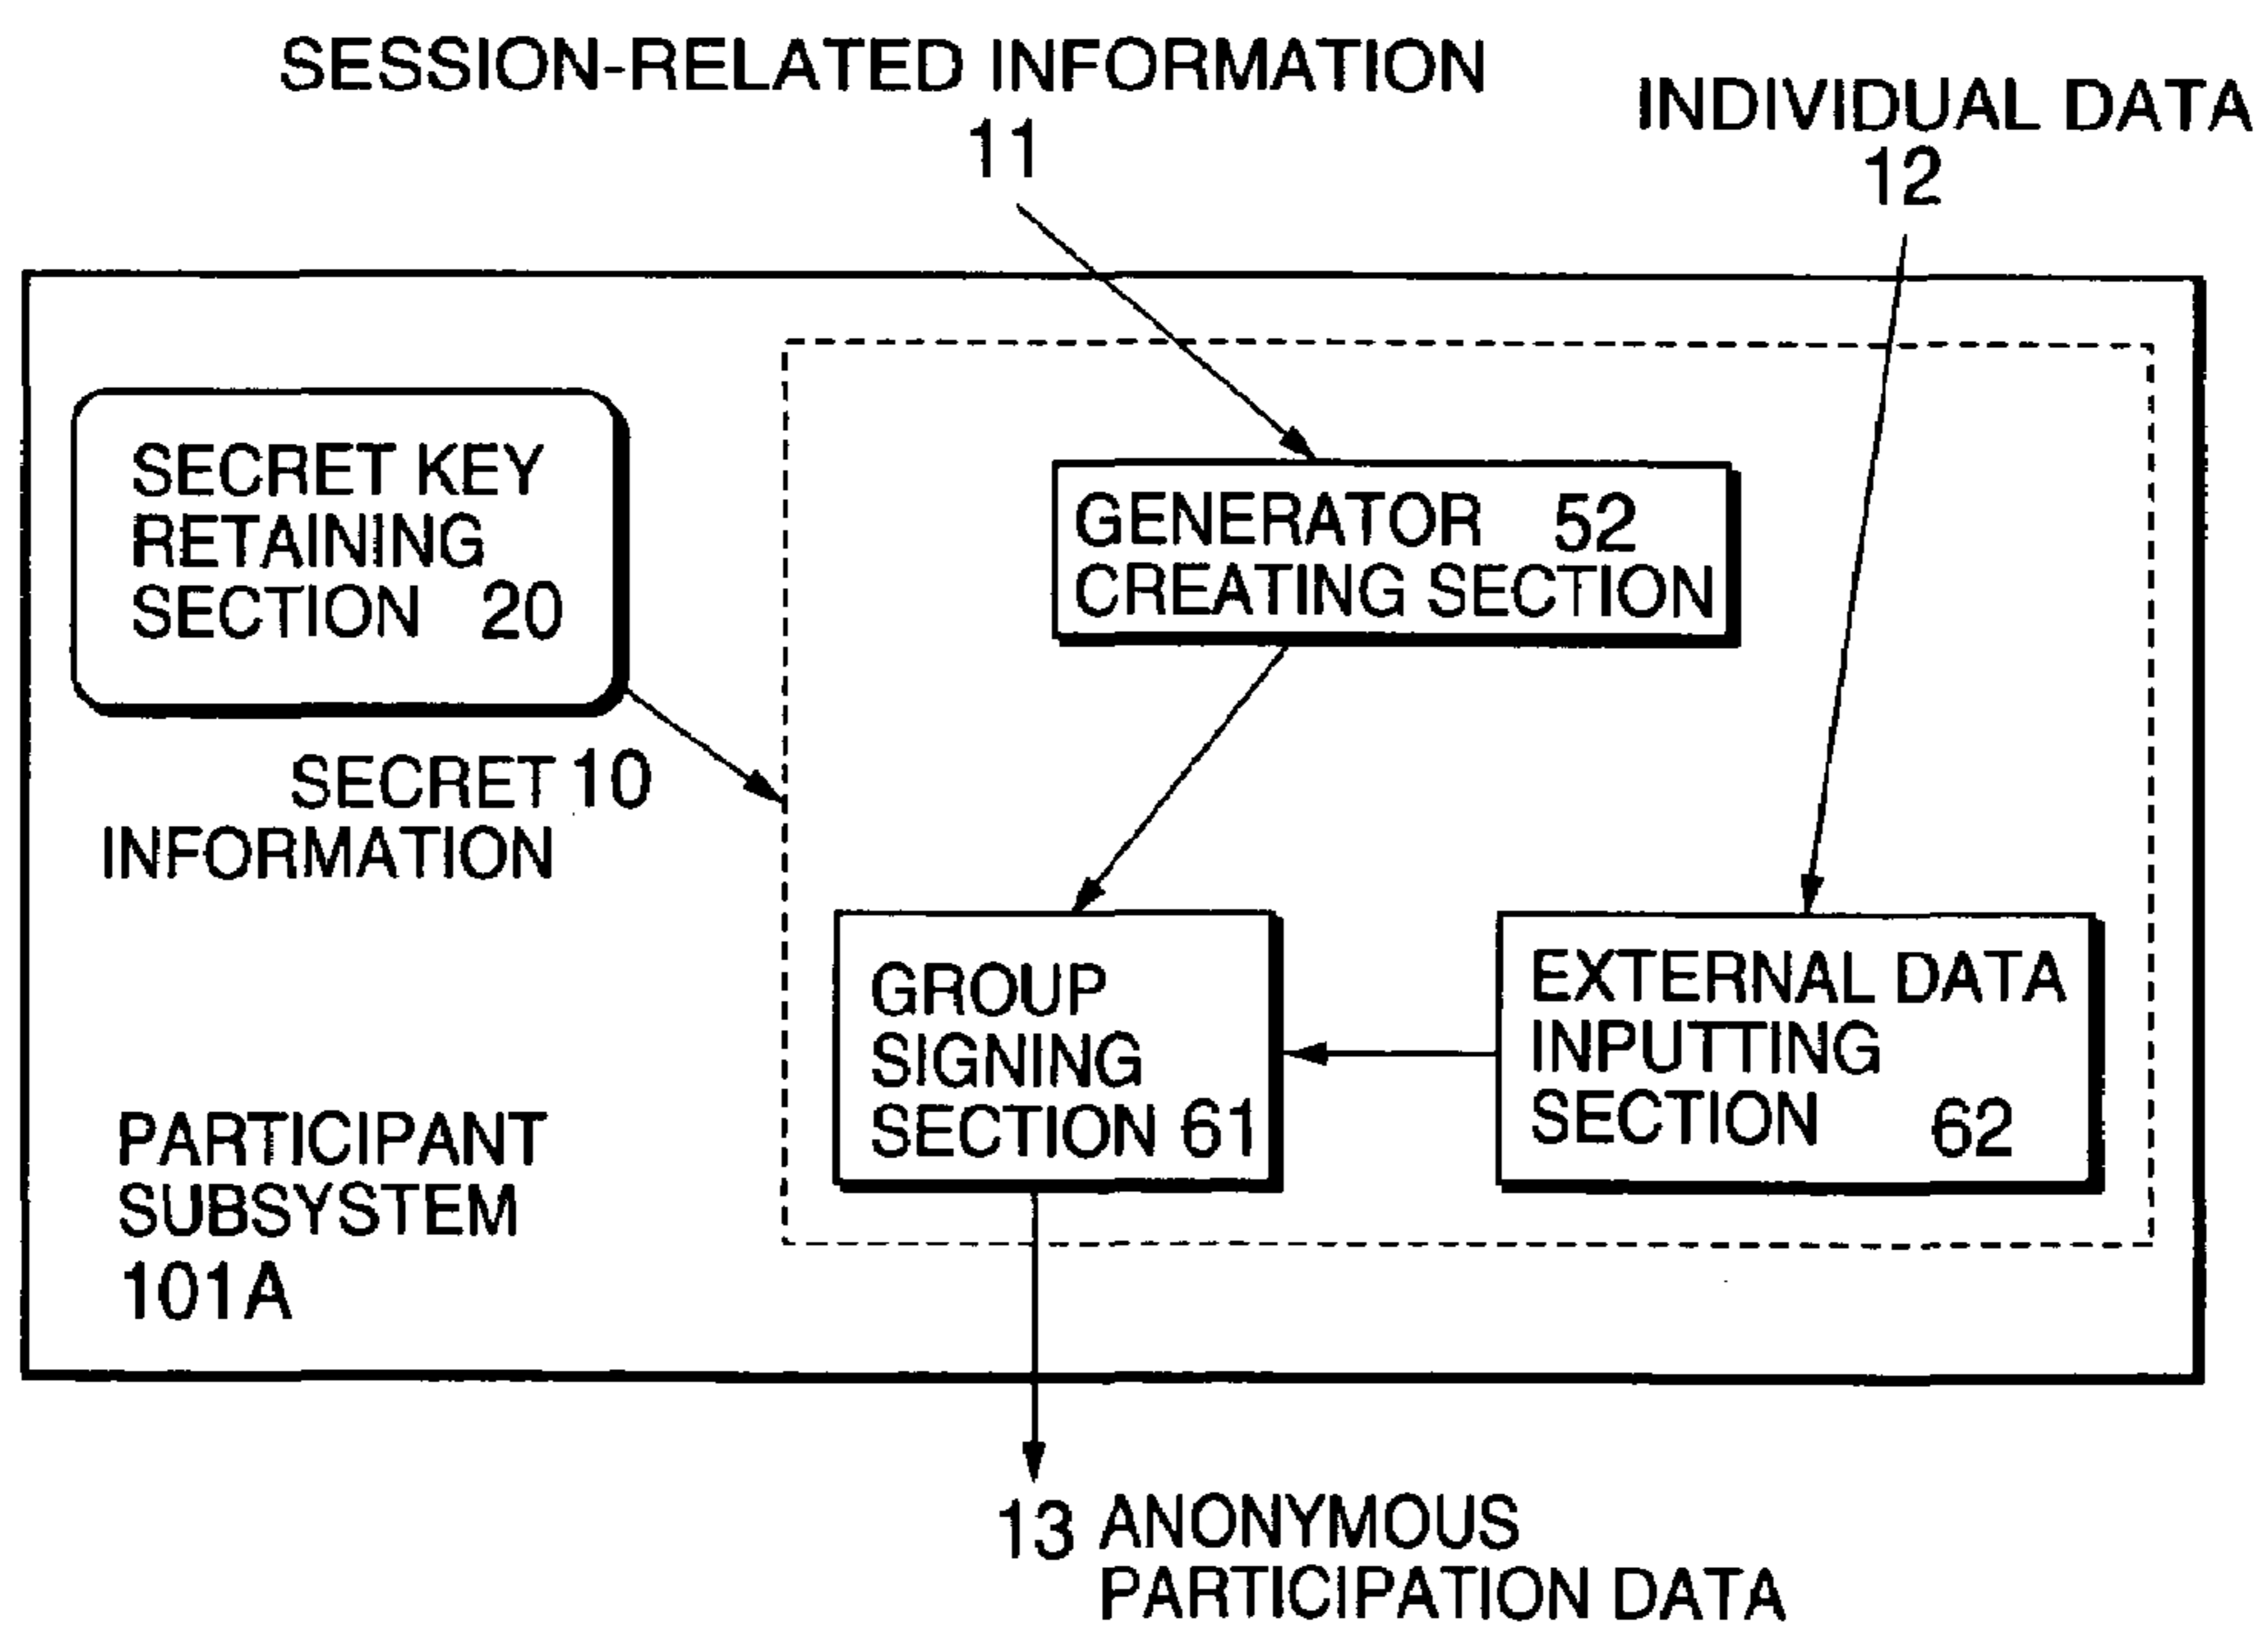 SESSION-RELATED INFORMATION
11
INDIVIDUAL DATA
12
SECRET KEY
RETAINING
SECTION 20
GENERATOR 52
CREATING SECTION
SECRET 10
INFORMATION
GROUP
SIGNING
SECTION 61
EXTERNAL DATA
INPUTTING
SECTION 62
PARTICIPANT
SUBSYSTEM
101A
13 ANONYMOUS
PARTICIPATION DATA